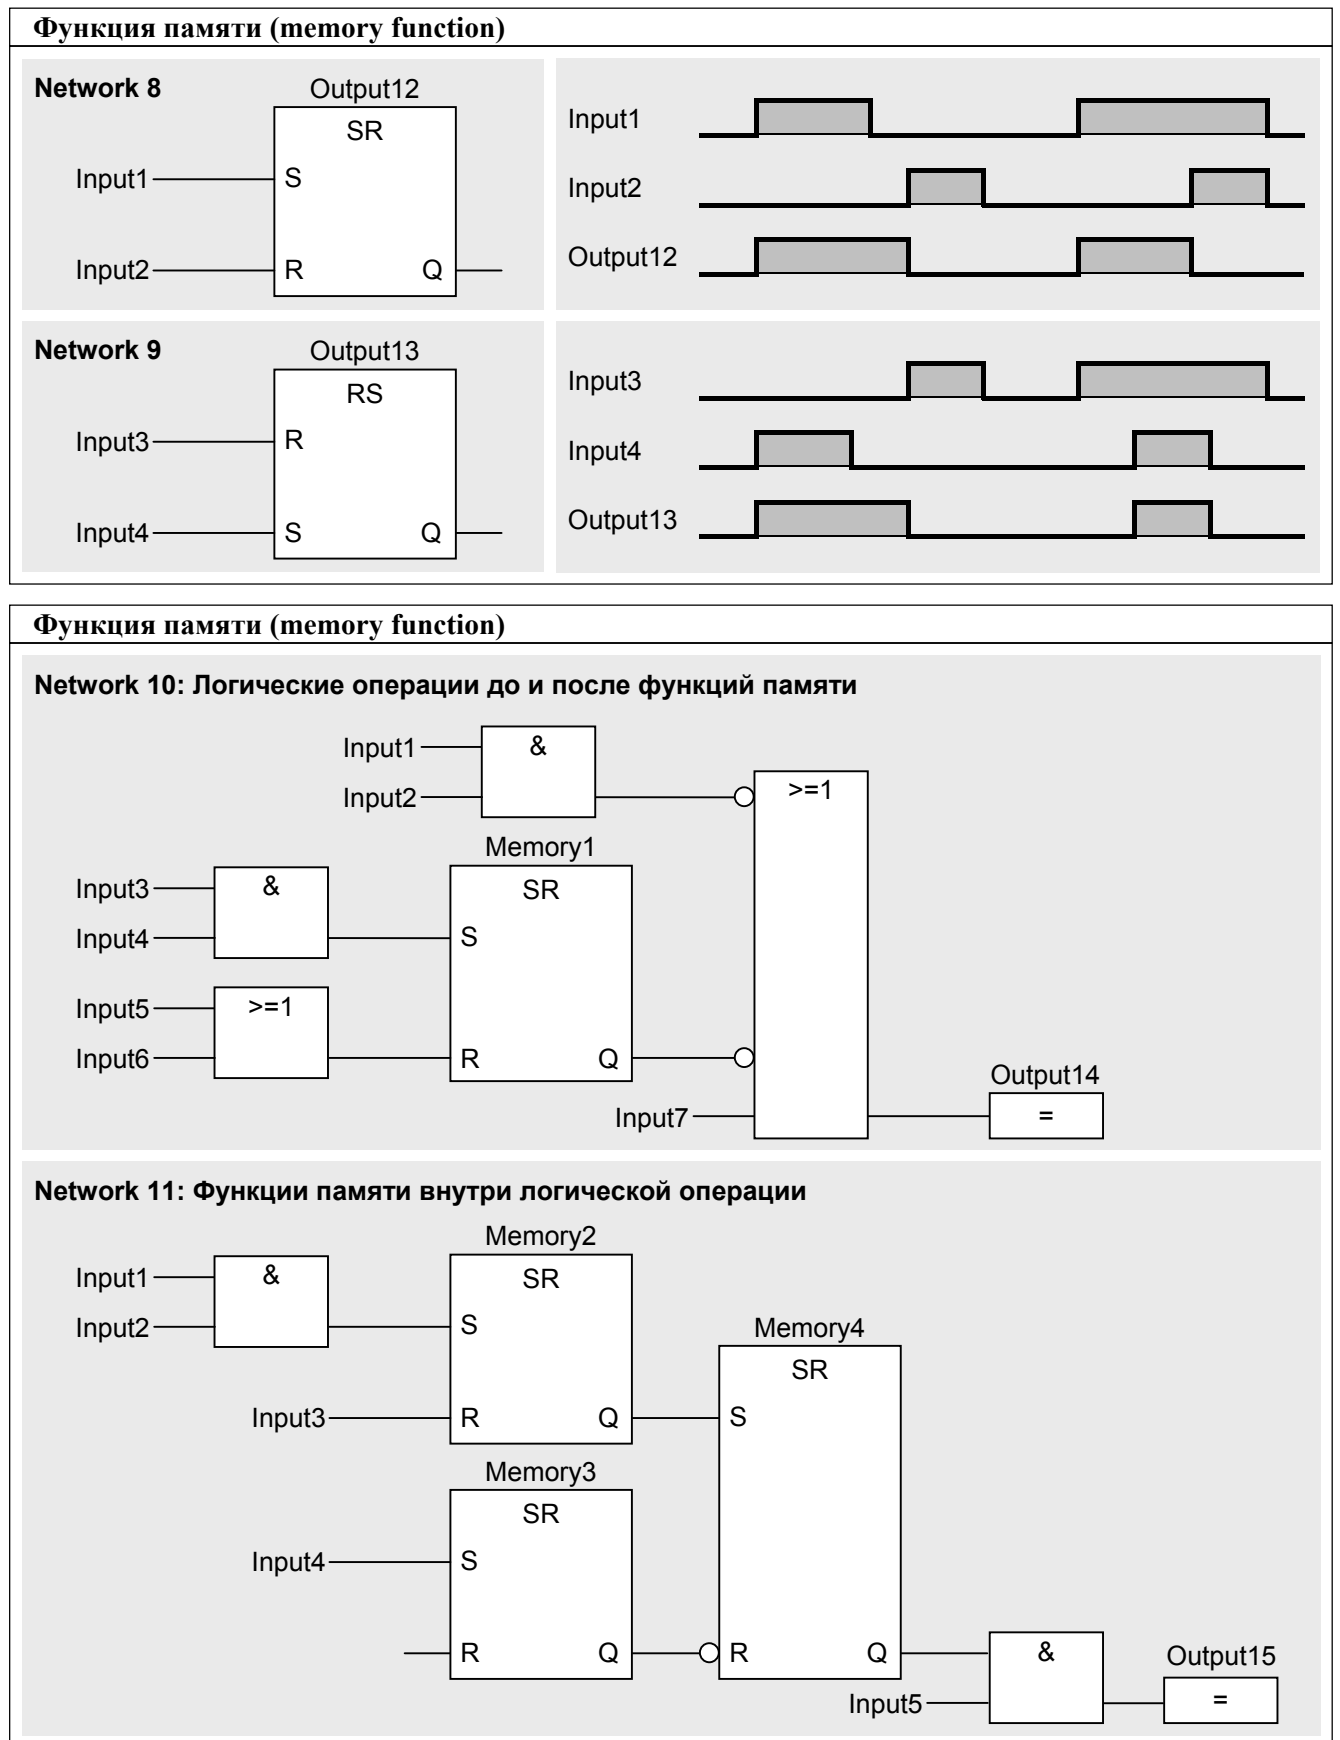 Функция памяти (memory function)
Network 8
Output12
SR
Input1
S
Input2
R
Q
Input1
Input2
Output12
Network 9
Output13
RS
Input3
R
Input4
S
Q
Input3
Input4
Output13
Функция памяти (memory function)
Network 10: Логические операции до и после функций памяти
Input1
&
Input2
>=1
Memory1
Input3
&
SR
Input4
S
Input5
>=1
Input6
R
Q
Input7
Output14
=
Network 11: Функции памяти внутри логической операции
Memory2
Input1
&
SR
Input2
S
Memory4
SR
Input3
R
Q
S
Memory3
SR
Input4
S
R
Q
R
Q
&
Output15
Input5
=